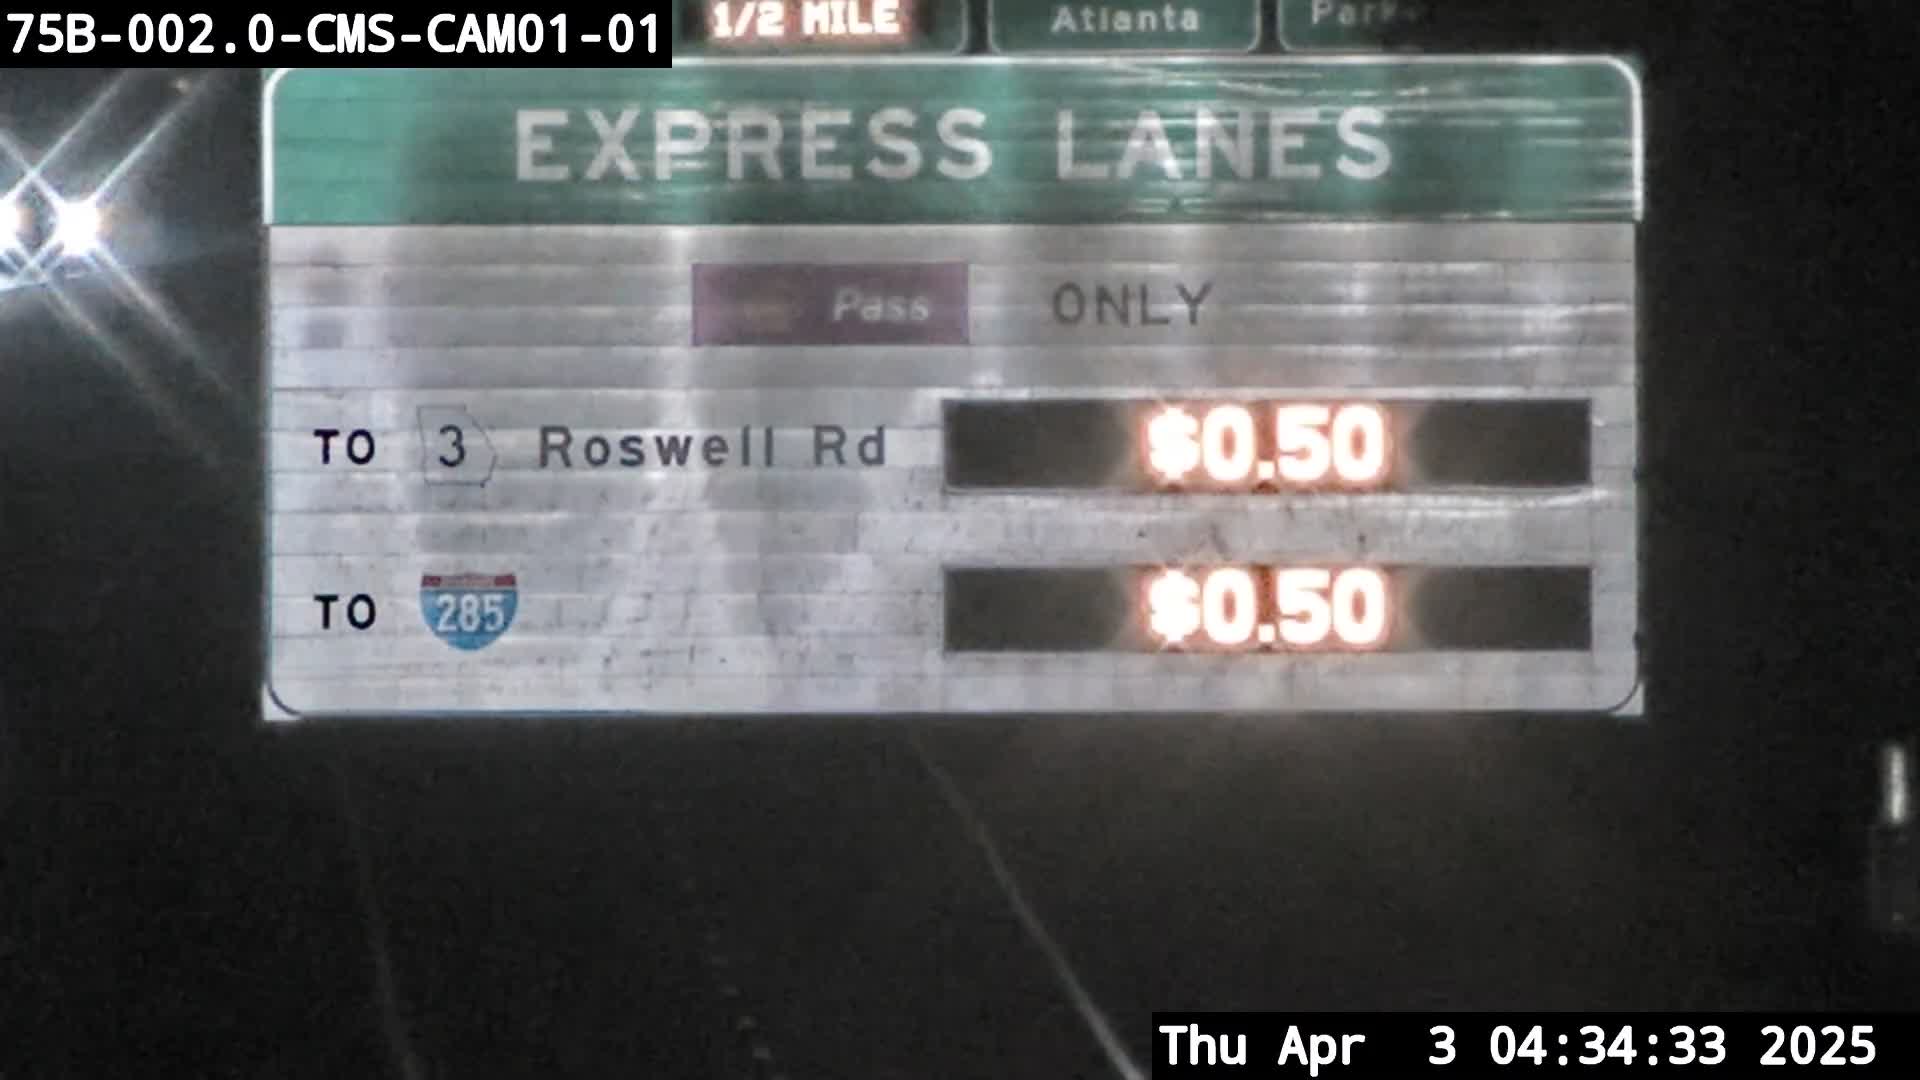 75B-002.0-CMS-CAM01-01
1/2 MILE
Atlanta
EXPRESS LANES
Pass ONLY
TO 3 Roswell Rd $0.50
TO 285 $0.50
Thu Apr 3 04:34:33 2025